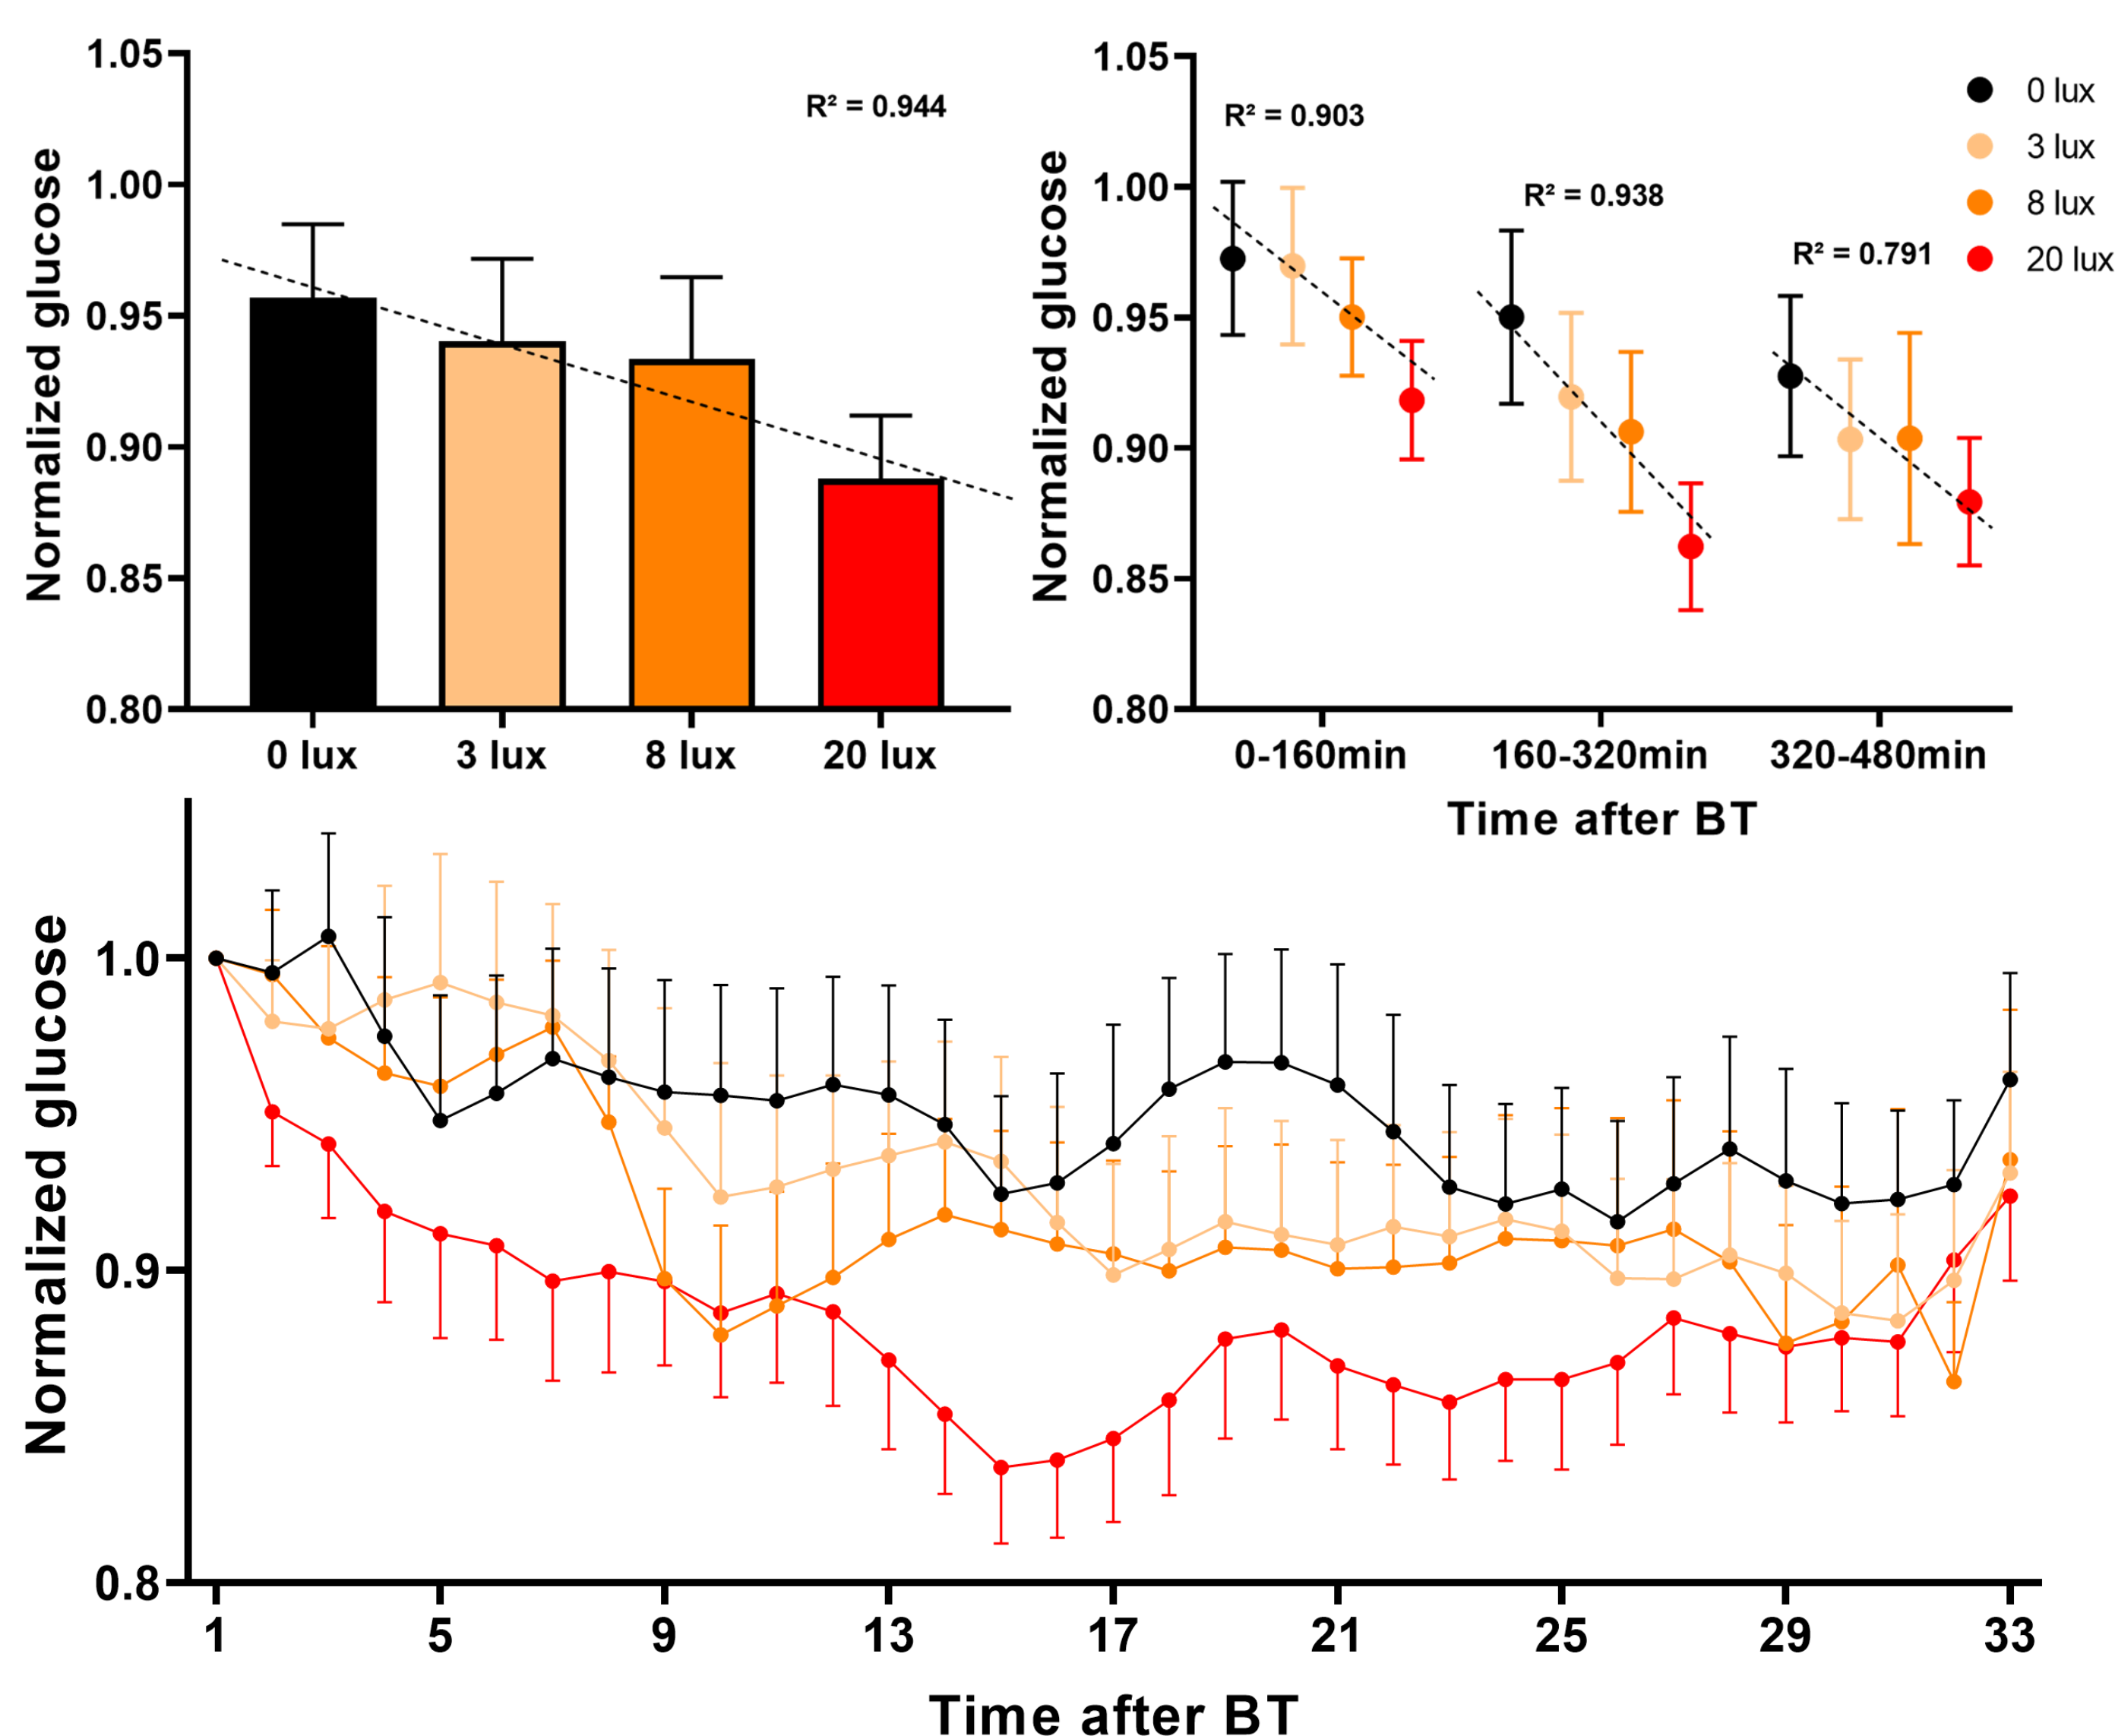 Normalized glucose
1.05
1.00
0.95
0.90
0.85
0.80
R² = 0.944
0 lux
3 lux
8 lux
20 lux
Normalized glucose
1.05
1.00
0.95
0.90
0.85
0.80
R² = 0.903
R² = 0.938
R² = 0.791
0 lux
3 lux
8 lux
20 lux
0-160min
160-320min
320-480min
Time after BT
Normalized glucose
1.0
0.9
0.8
1
5
9
13
17
21
25
29
33
Time after BT